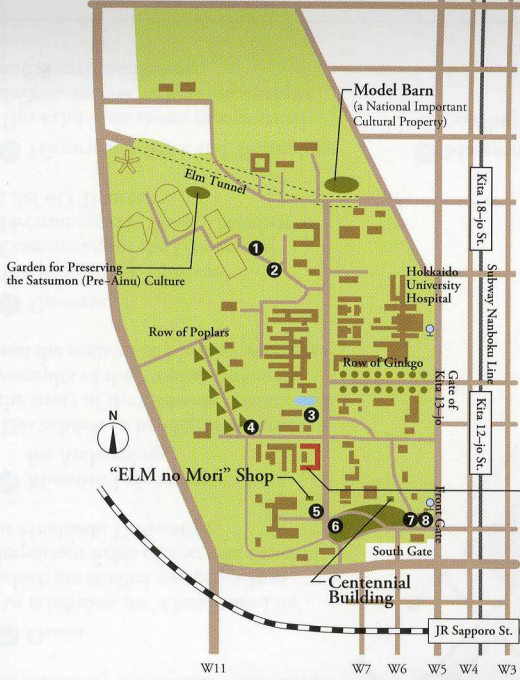 Model Barn
(a National Important
Cultural Property)
Elm Tunnel
Kita 18-jo St.
1
2
Garden for Preserving
the Satsumon (Pre-Ainu) Culture
Hokkaido
University
Hospital
Subway Nanboku Line
Row of Poplars
Row of Ginkgo
Gate of
Kita 13-jo
Kita 12-jo St.
3
4
N
"ELM no Mori" Shop
5
6
7
8
Front Gate
South Gate
Centennial
Building
JR Sapporo St.
W11
W7
W6
W5
W4
W3